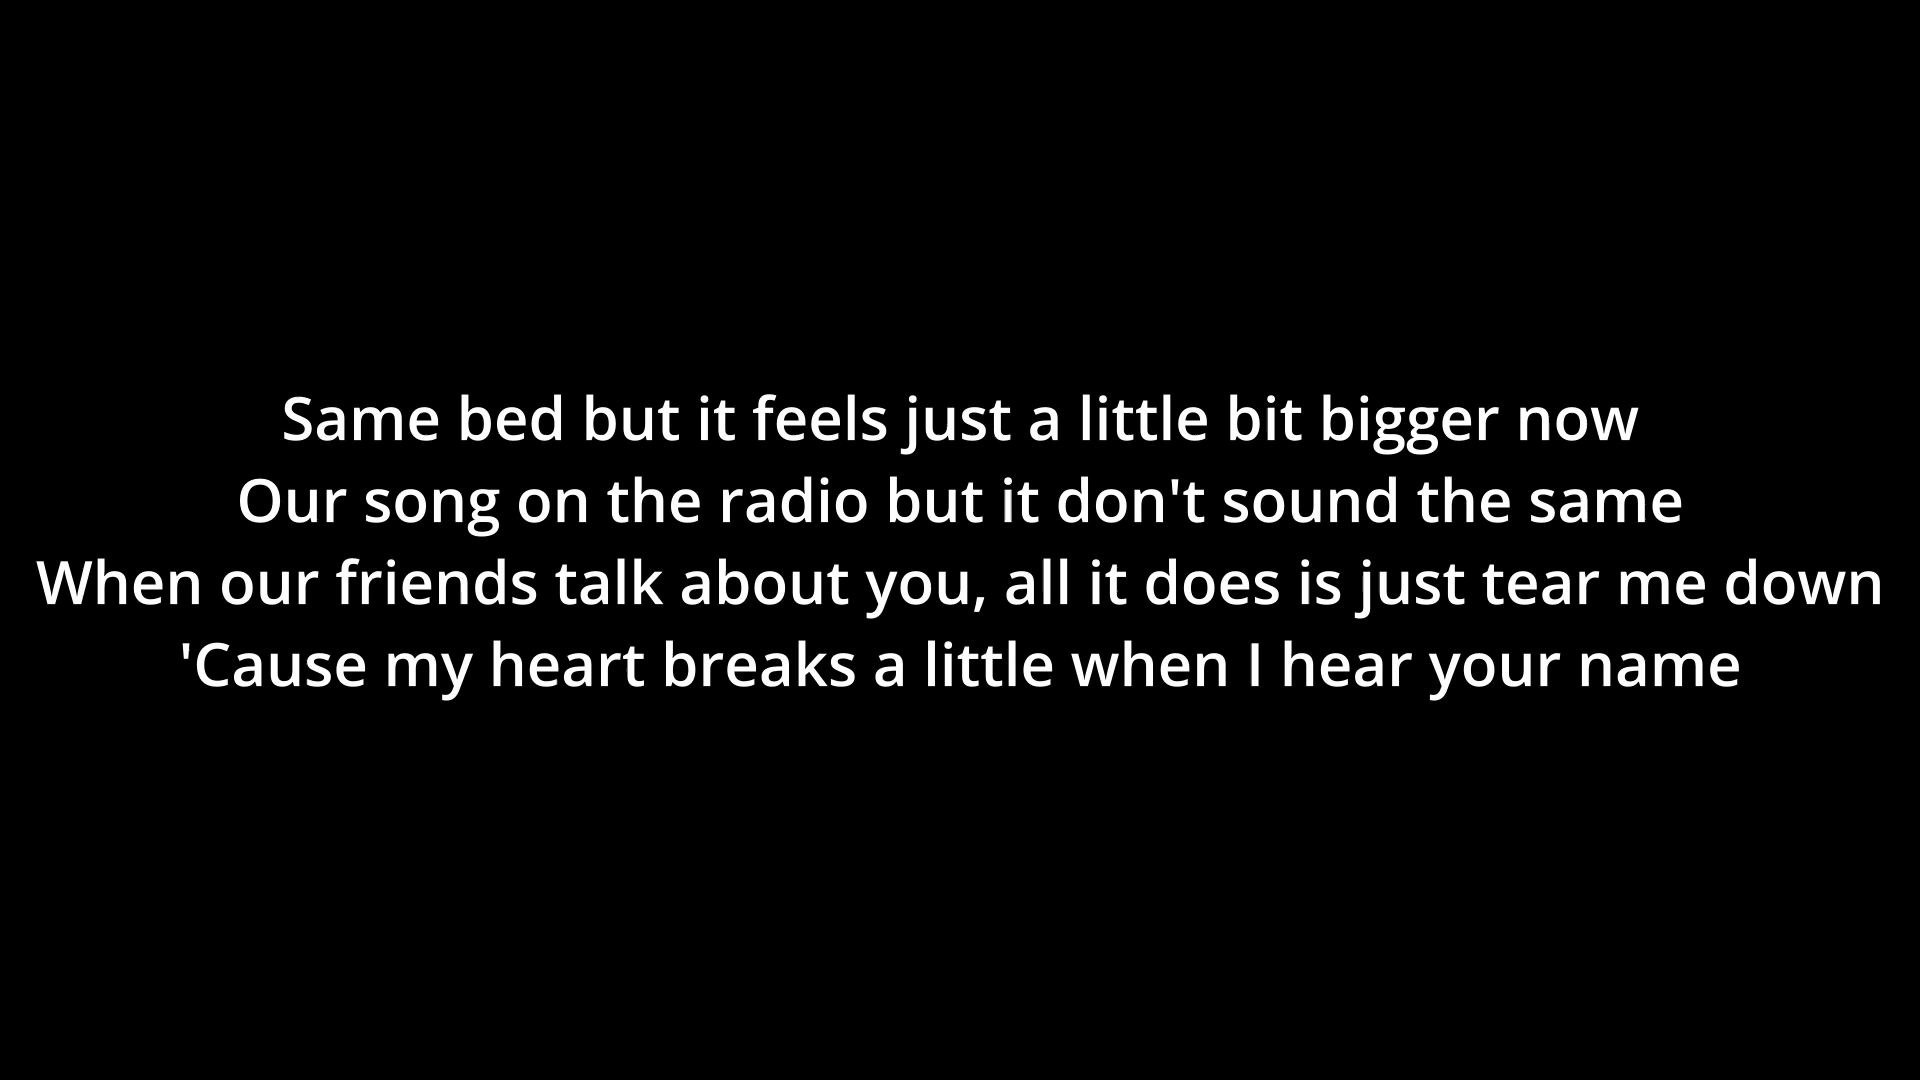 Same bed but it feels just a little bit bigger now
Our song on the radio but it don't sound the same
When our friends talk about you, all it does is just tear me down
'Cause my heart breaks a little when I hear your name